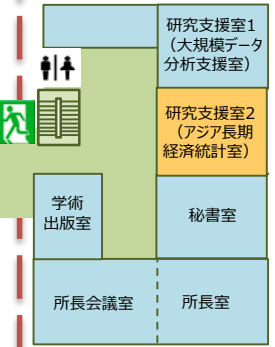 研究支援室1
（大規模データ
分析支援室）
研究支援室2
（アジア長期
経済統計室）
学術
出版室
秘書室
所長会議室
所長室